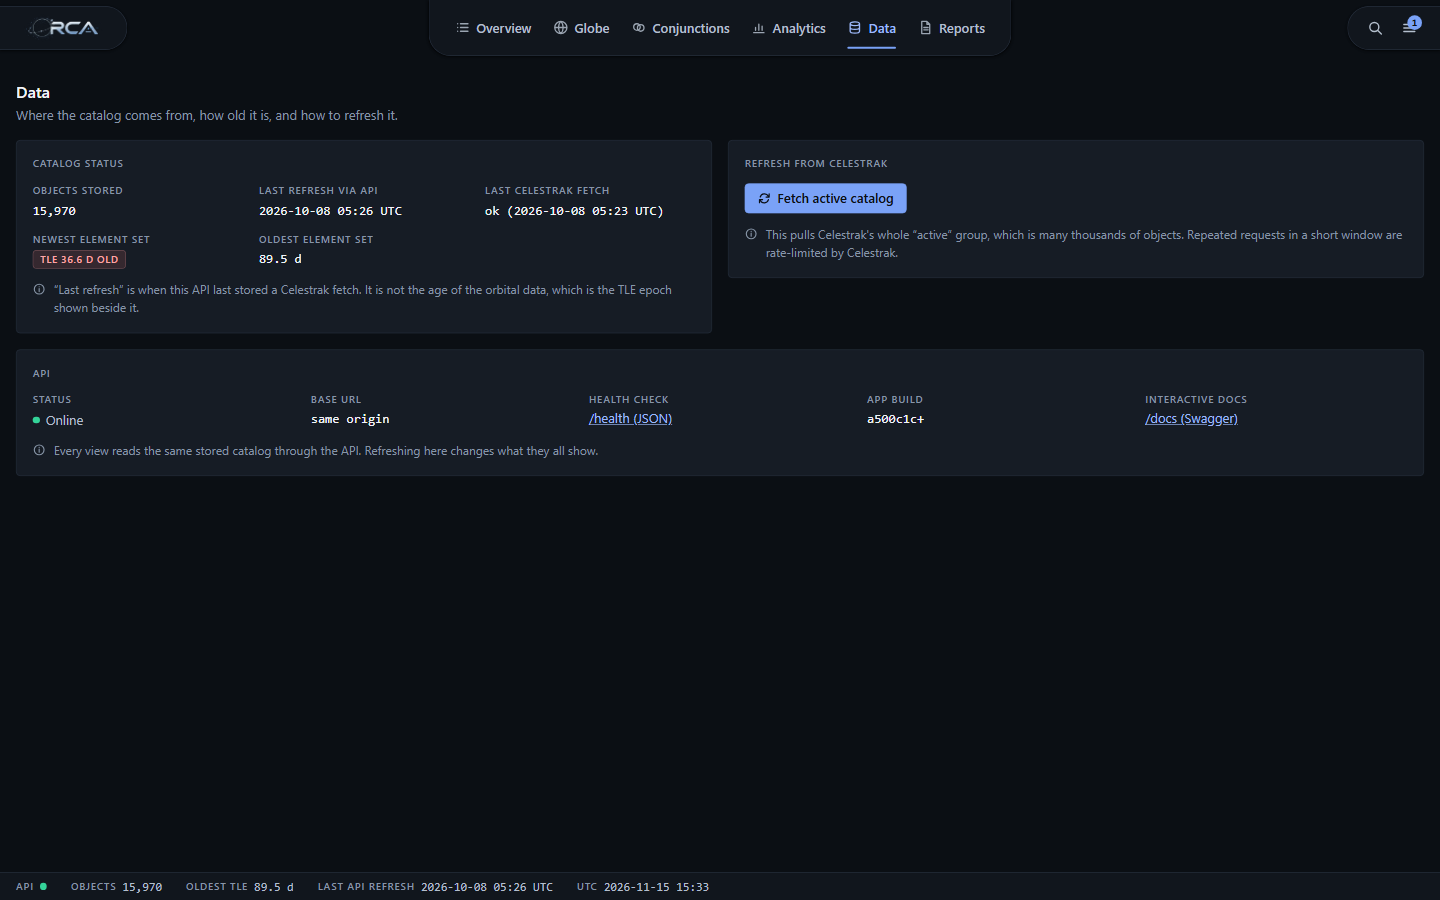 ORCA
Overview
Globe
Conjunctions
Analytics
Data
Reports
1
Data
Where the catalog comes from, how old it is, and how to refresh it.
CATALOG STATUS
OBJECTS STORED
15,970
LAST REFRESH VIA API
2026-10-08 05:26 UTC
LAST CELESTRAK FETCH
ok (2026-10-08 05:23 UTC)
NEWEST ELEMENT SET
TLE 36.6 D OLD
OLDEST ELEMENT SET
89.5 d
“Last refresh” is when this API last stored a Celestrak fetch. It is not the age of the orbital data, which is the TLE epoch
shown beside it.
REFRESH FROM CELESTRAK
Fetch active catalog
This pulls Celestrak's whole “active” group, which is many thousands of objects. Repeated requests in a short window are
rate-limited by Celestrak.
API
STATUS
Online
BASE URL
same origin
HEALTH CHECK
/health (JSON)
APP BUILD
a500c1c+
INTERACTIVE DOCS
/docs (Swagger)
Every view reads the same stored catalog through the API. Refreshing here changes what they all show.
API OBJECTS 15,970 OLDEST TLE 89.5 d LAST API REFRESH 2026-10-08 05:26 UTC UTC 2026-11-15 15:33